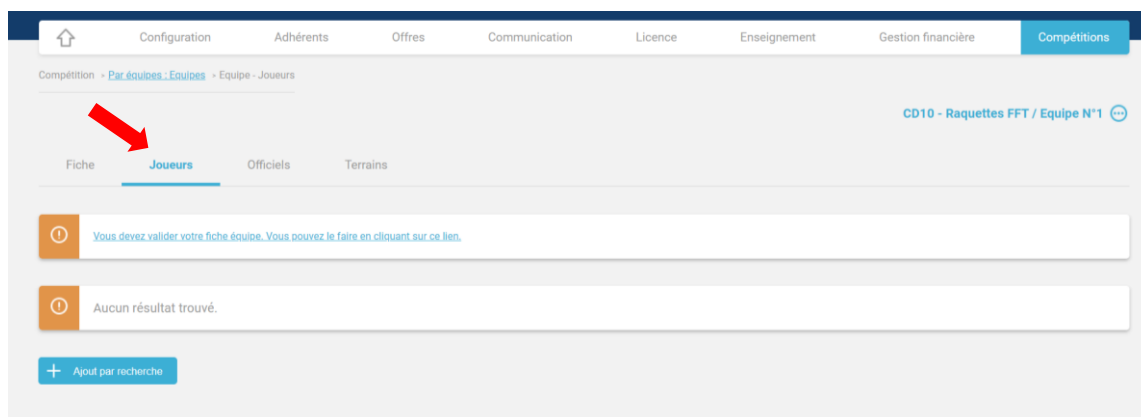 Configuration Adhérents Offres Communication Licence Enseignement Gestion financière Compétitions
Compétition » Par équipes : Equipes » Equipe - Joueurs
CD10 - Raquettes FFT / Equipe N°1
Fiche Joueurs Officiels Terrains
Vous devez valider votre fiche équipe. Vous pouvez le faire en cliquant sur ce lien.
Aucun résultat trouvé.
Ajout par recherche